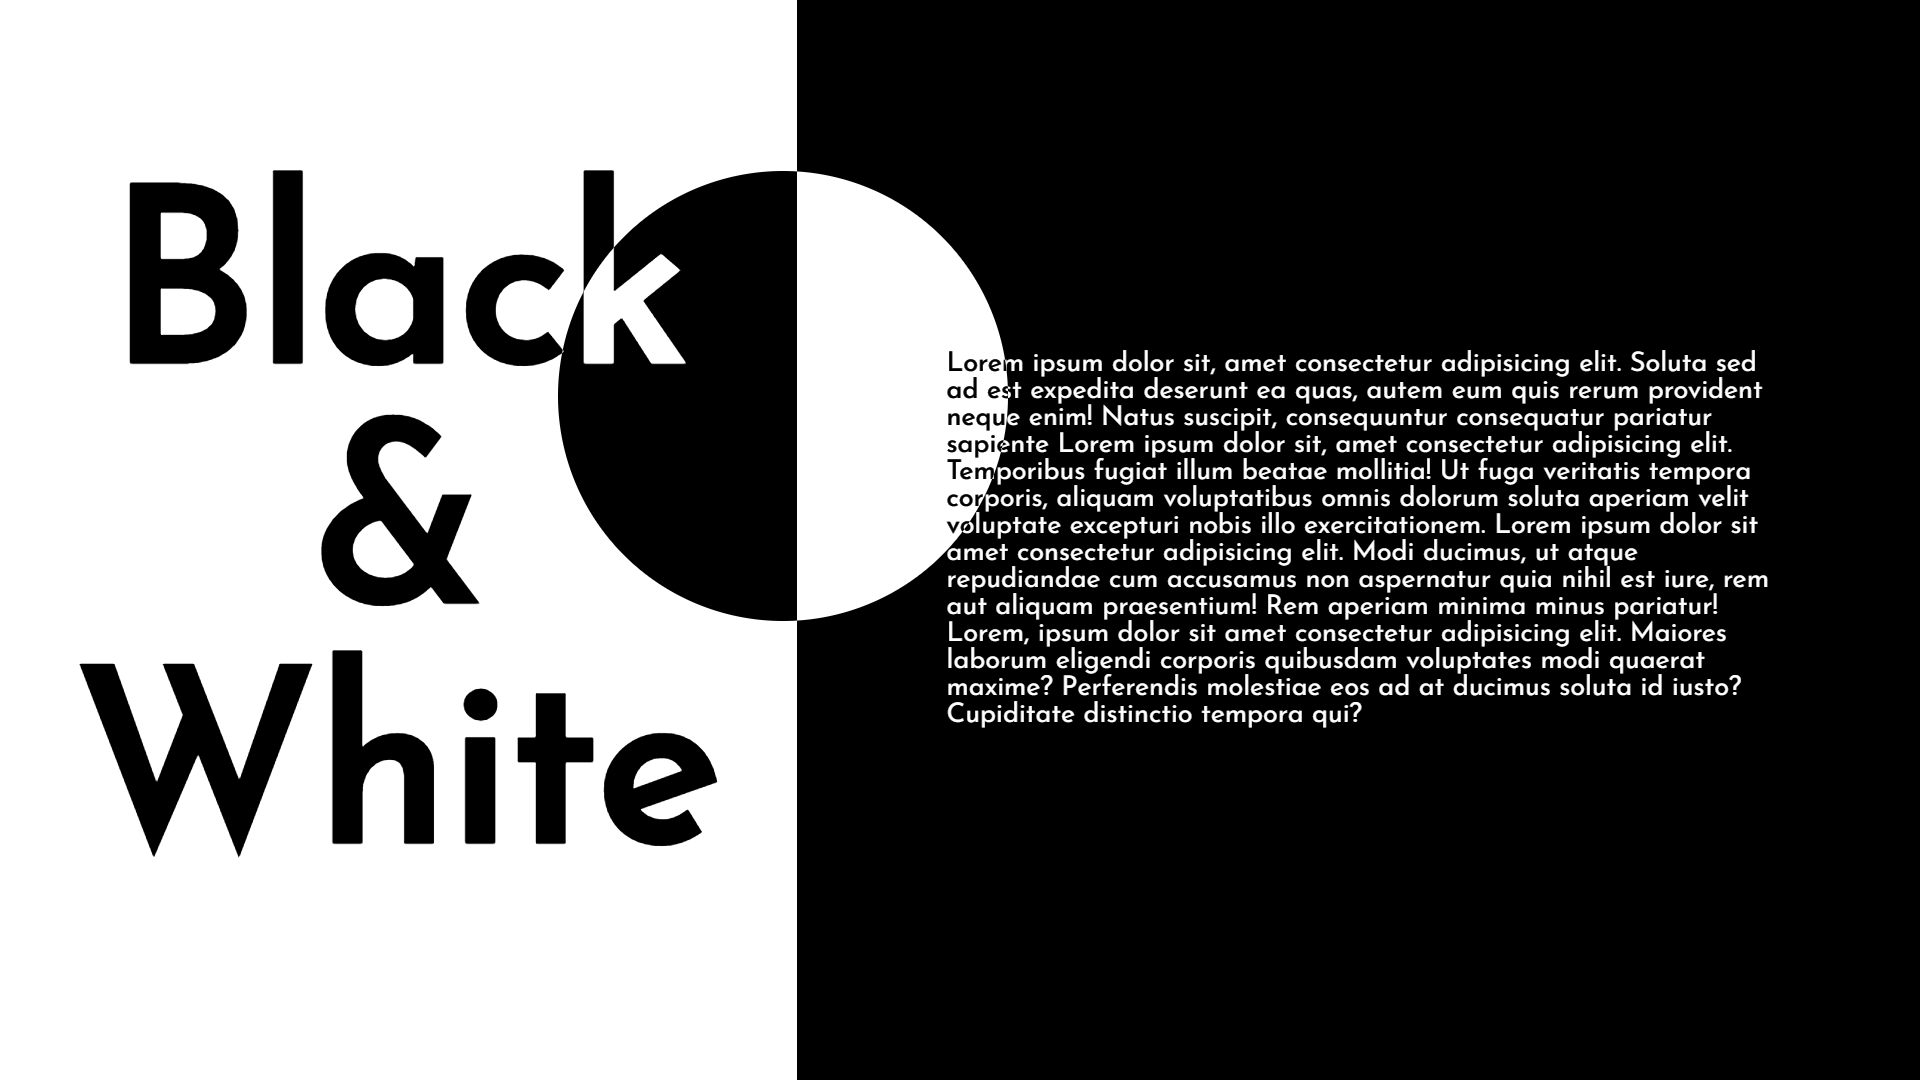 Black
&
White
Lorem ipsum dolor sit, amet consectetur adipisicing elit. Soluta sed
ad est expedita deserunt ea quas, autem eum quis rerum provident
neque enim! Natus suscipit, consequuntur consequatur pariatur
sapiente Lorem ipsum dolor sit, amet consectetur adipisicing elit.
Temporibus fugiat illum beatae mollitia! Ut fuga veritatis tempora
corporis, aliquam voluptatibus omnis dolorum soluta aperiam velit
voluptate excepturi nobis illo exercitationem. Lorem ipsum dolor sit
amet consectetur adipisicing elit. Modi ducimus, ut atque
repudiandae cum accusamus non aspernatur quia nihil est iure, rem
aut aliquam praesentium! Rem aperiam minima minus pariatur!
Lorem, ipsum dolor sit amet consectetur adipisicing elit. Maiores
laborum eligendi corporis quibusdam voluptates modi quaerat
maxime? Perferendis molestiae eos ad at ducimus soluta id iusto?
Cupiditate distinctio tempora qui?